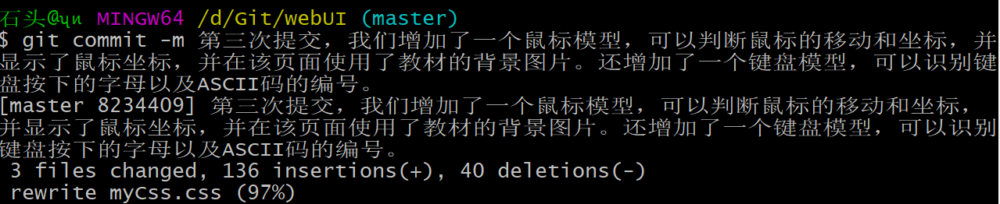 石头@ųn MINGW64 /d/Git/webUI (master)
$ git commit -m 第三次提交，我们增加了一个鼠标模型，可以判断鼠标的移动和坐标，并
显示了鼠标坐标，并在该页面使用了教材的背景图片。还增加了一个键盘模型，可以识别键
盘按下的字母以及ASCII码的编号。
[master 8234409] 第三次提交，我们增加了一个鼠标模型，可以判断鼠标的移动和坐标，
并显示了鼠标坐标，并在该页面使用了教材的背景图片。还增加了一个键盘模型，可以识别
键盘按下的字母以及ASCII码的编号。
3 files changed, 136 insertions(+), 40 deletions(-)
rewrite myCss.css (97%)